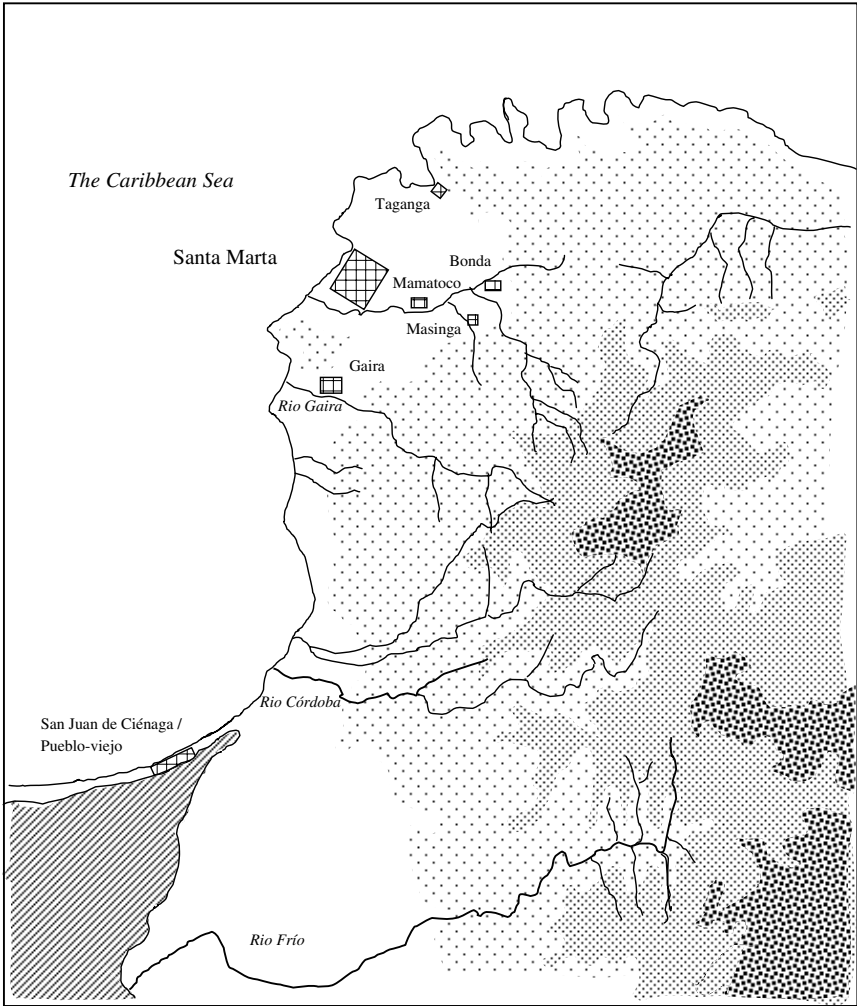 The Caribbean Sea
Taganga
Santa Marta
Bonda
Mamatoco
Masinga
Gaira
Rio Gaira
Rio Córdoba
San Juan de Ciénaga /
Pueblo-viejo
Rio Frío